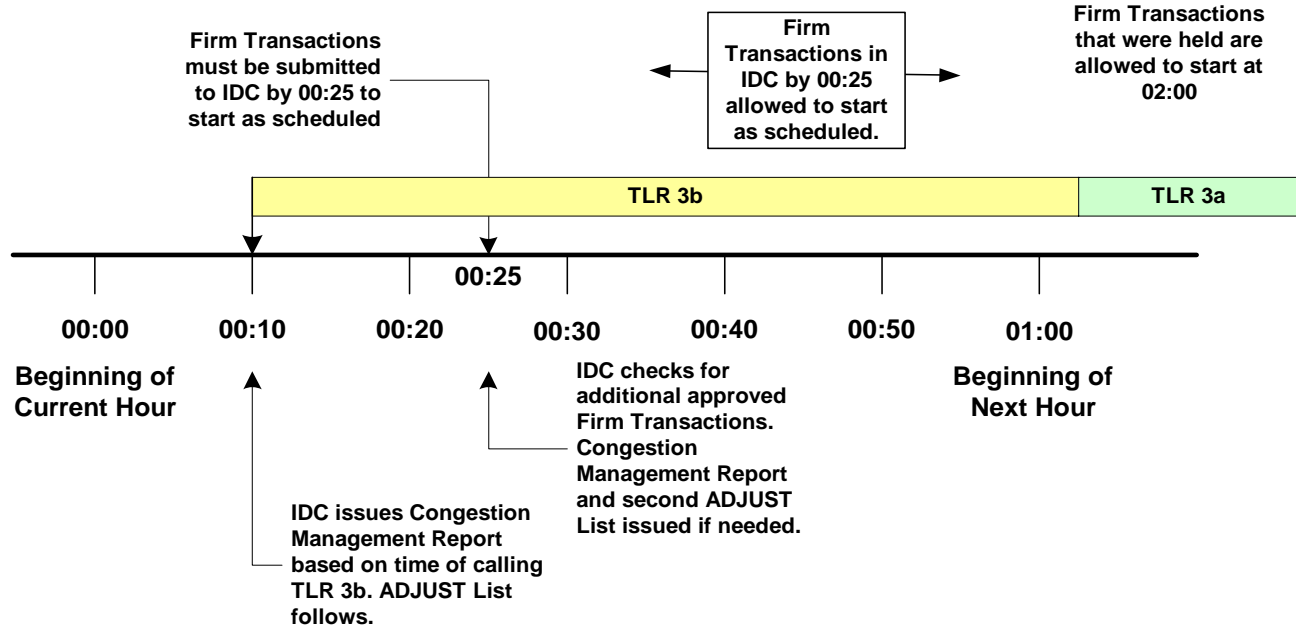 Firm Transactions
must be submitted
to IDC by 00:25 to
start as scheduled
Firm
Transactions in
IDC by 00:25
allowed to start
as scheduled.
Firm Transactions
that were held are
allowed to start at
02:00
TLR 3b
TLR 3a
00:25
00:00
00:10
00:20
00:30
00:40
00:50
01:00
Beginning of
Current Hour
Beginning of
Next Hour
IDC checks for
additional approved
Firm Transactions.
Congestion
Management Report
and second ADJUST
List issued if needed.
IDC issues Congestion
Management Report
based on time of calling
TLR 3b. ADJUST List
follows.